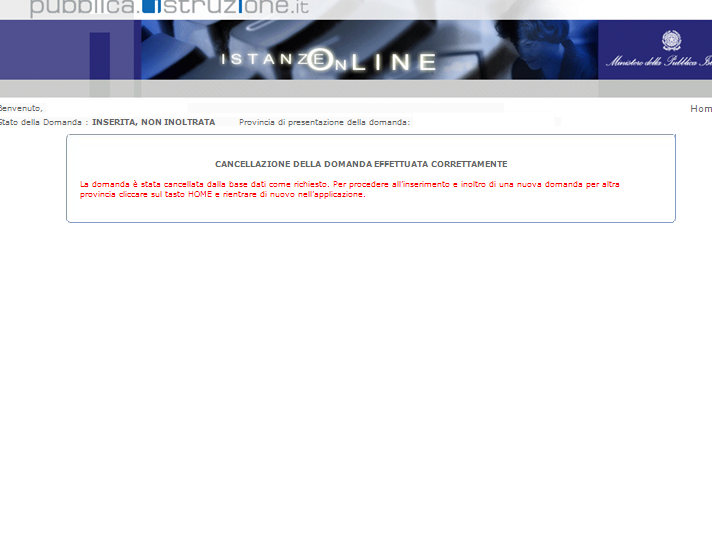 pubblica.istruzione.it
ISTANZE ON LINE
Ministero della Pubblica
Benvenuto,
Hom
Stato della Domanda : INSERITA, NON INOLTRATA Provincia di presentazione della domanda:
CANCELLAZIONE DELLA DOMANDA EFFETTUATA CORRETTAMENTE
La domanda è stata cancellata dalla base dati come richiesto. Per procedere all'inserimento e inoltro di una nuova domanda per altra
provincia cliccare sul tasto HOME e rientrare di nuovo nell'applicazione.